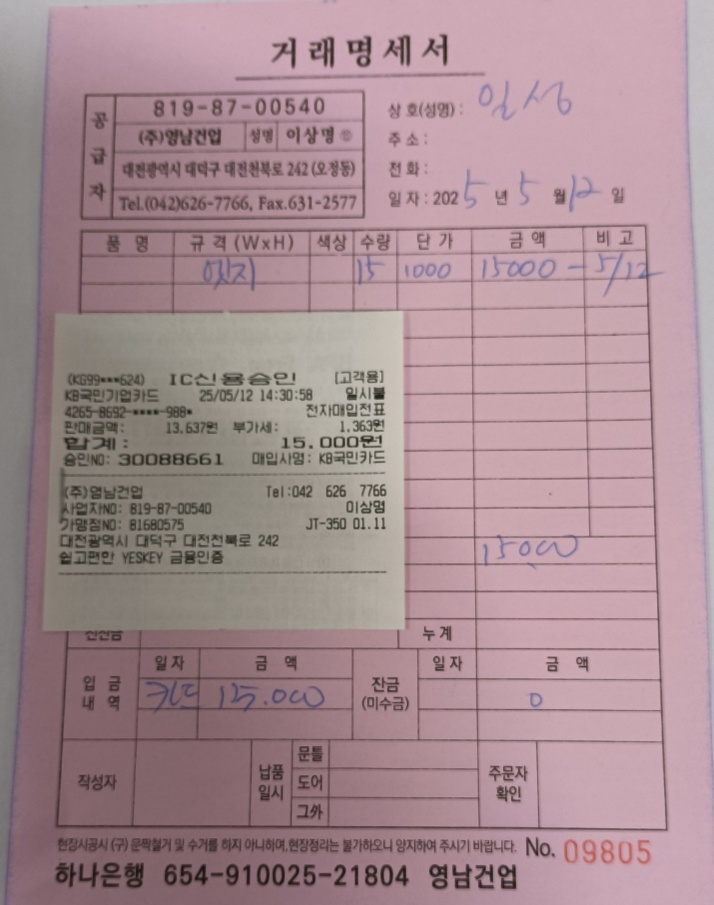 거래명세서
공급자
819-87-00540
(주)영남건업 성명 이상명
대전광역시 대덕구 대전천북로 242 (오정동)
Tel.(042)626-7766, Fax.631-2577
상호(성명) : 일성
주 소 :
전 화 :
일 자 : 2025 년 5 월 12 일
품 명 규 격 (WxH) 색상 수량 단 가 금 액 비 고
엣지 15 1000 15000 - 5/12
(KG99***624) IC신용승인 [고객용]
KB국민기업카드 25/05/12 14:30:58 일시불
4265-8692-****-988* 전자매입전표
판매금액: 13,637원 부가세: 1,363원
합계: 15,000원
승인NO: 30088661 매입사명: KB국민카드
(주)영남건업 Tel:042 626 7766
사업자NO: 819-87-00540 이상명
가맹점NO: 81680575 JT-350 01.11
대전광역시 대덕구 대전천북로 242
쉽고편한 YESKEY 금융인증
15000
누 계
일 자 금 액 일 자 금 액
입 금 내 역 카드 15.000 잔금 (미수금) 0
작성자 납품 일시 문틀 도어 그외 주문자 확인
현장시공시 (구) 문짝철거 및 수거를 하지 아니하며, 현장정리는 불가하오니 양지하여 주시기 바랍니다. No. 09805
하나은행 654-910025-21804 영남건업